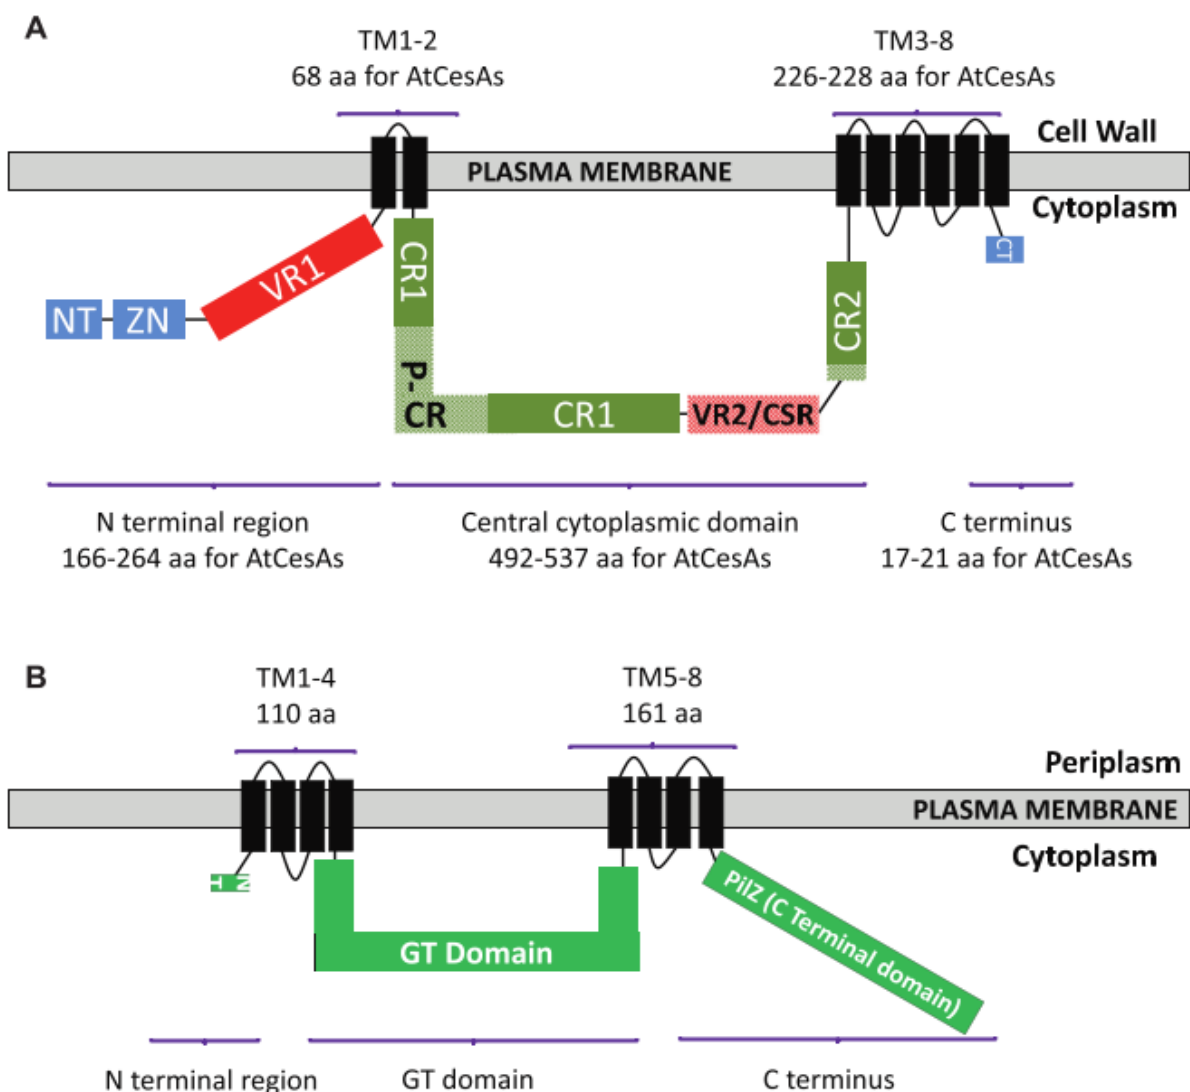 A
TM1-2
68 aa for AtCesAs
TM3-8
226-228 aa for AtCesAs
Cell Wall
PLASMA MEMBRANE
Cytoplasm
NT
ZN
VR1
CR1
P-
CR
CR1
VR2/CSR
CR2
CT
N terminal region
166-264 aa for AtCesAs
Central cytoplasmic domain
492-537 aa for AtCesAs
C terminus
17-21 aa for AtCesAs
B
TM1-4
110 aa
TM5-8
161 aa
Periplasm
PLASMA MEMBRANE
Cytoplasm
NT
GT Domain
PilZ (C Terminal domain)
N terminal region
GT domain
C terminus